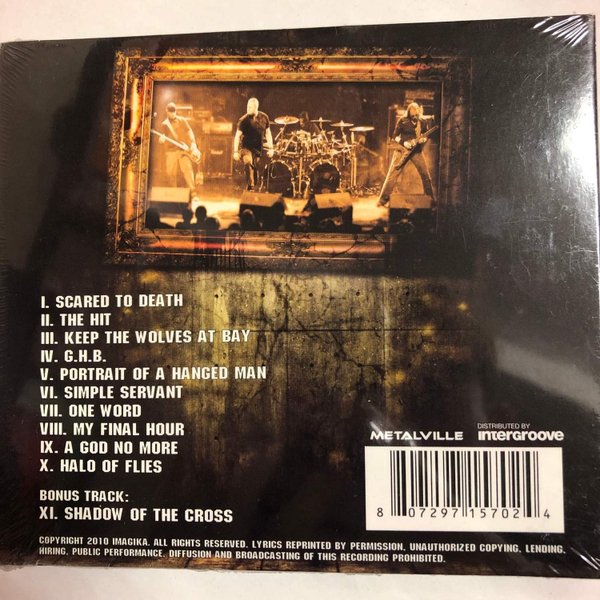 I. SCARED TO DEATH
II. THE HIT
III. KEEP THE WOLVES AT BAY
IV. G.H.B.
V. PORTRAIT OF A HANGED MAN
VI. SIMPLE SERVANT
VII. ONE WORD
VIII. MY FINAL HOUR
IX. A GOD NO MORE
X. HALO OF FLIES
BONUS TRACK:
XI. SHADOW OF THE CROSS
DISTRIBUTED BY
METALVILLE intergroove
8 07297 15702 4
COPYRIGHT 2010 IMAGIKA. ALL RIGHTS RESERVED. LYRICS REPRINTED BY PERMISSION. UNAUTHORIZED COPYING, LENDING,
HIRING, PUBLIC PERFORMANCE. DIFFUSION AND BROADCASTING OF THIS RECORDING PROHIBITED.